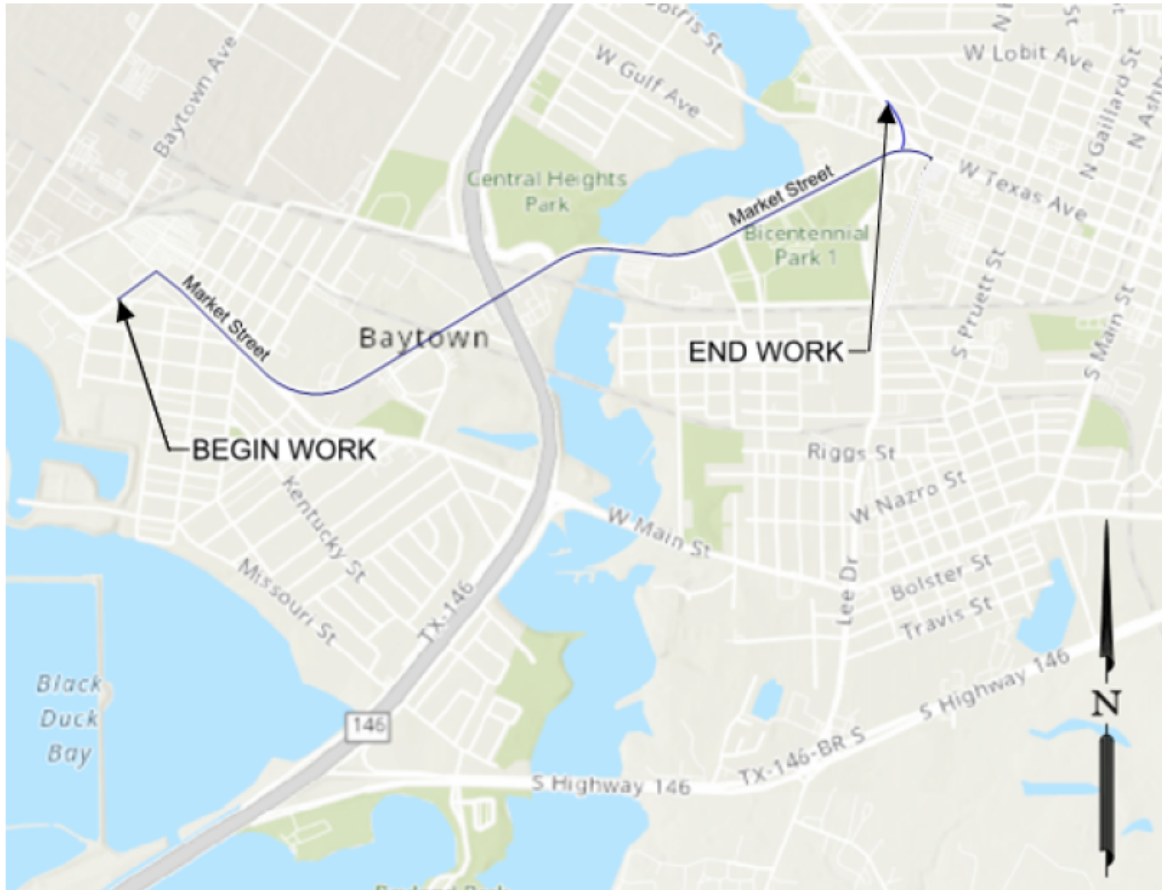 W Lobit Ave
W Gulf Ave
Baytown Ave
N Gaillard St
Central Heights
Park
Market Street
W Texas Ave
Bicentennial
Park 1
Market Street
S Pruett St
S Main St
Baytown
END WORK
BEGIN WORK
Riggs St
Kentucky St
W Nazro St
W Main St
Missouri St
Lee Dr
Bolster St
Travis St
TX-146
Black
Duck
Bay
146
S Highway 146
N
TX-146-BR S
S Highway 146